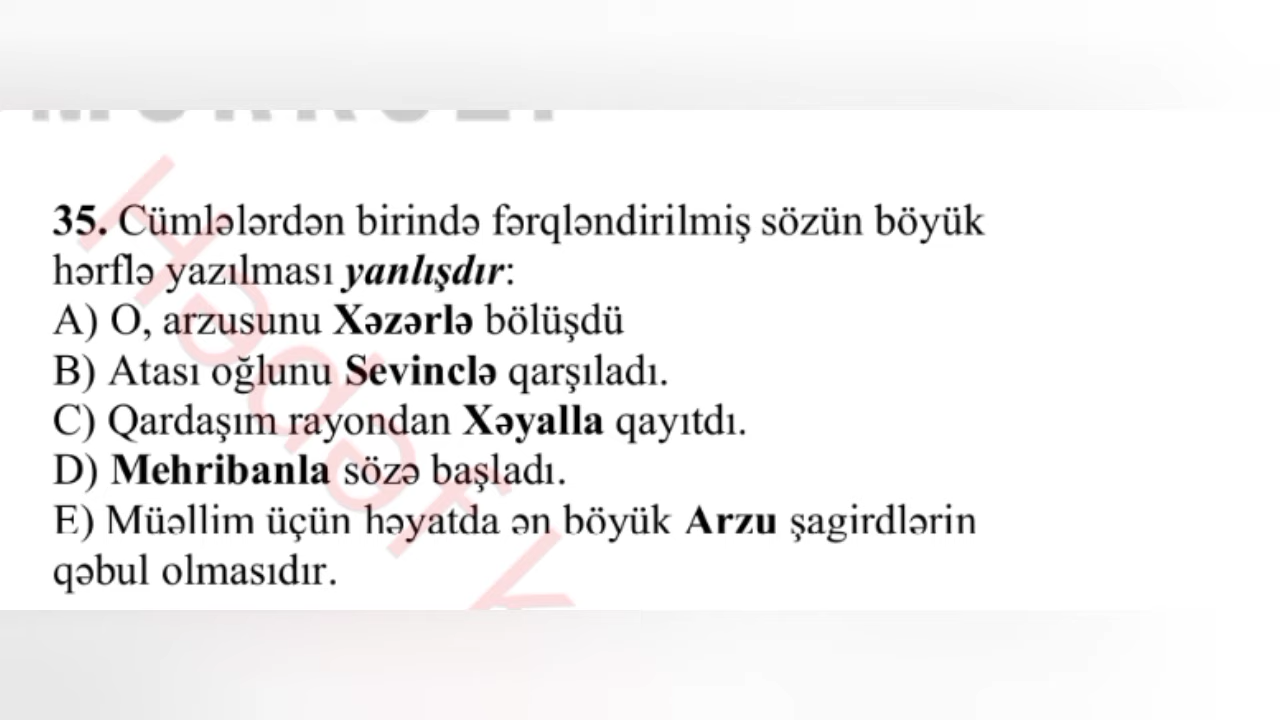 35. Cümlələrdən birində fərqləndirilmiş sözün böyük
hərflə yazılması yanlışdır:
A) O, arzusunu Xəzərlə bölüşdü
B) Atası oğlunu Sevinclə qarşıladı.
C) Qardaşım rayondan Xəyalla qayıtdı.
D) Mehribanla sözə başladı.
E) Müəllim üçün həyatda ən böyük Arzu şagirdlərin
qəbul olmasıdır.